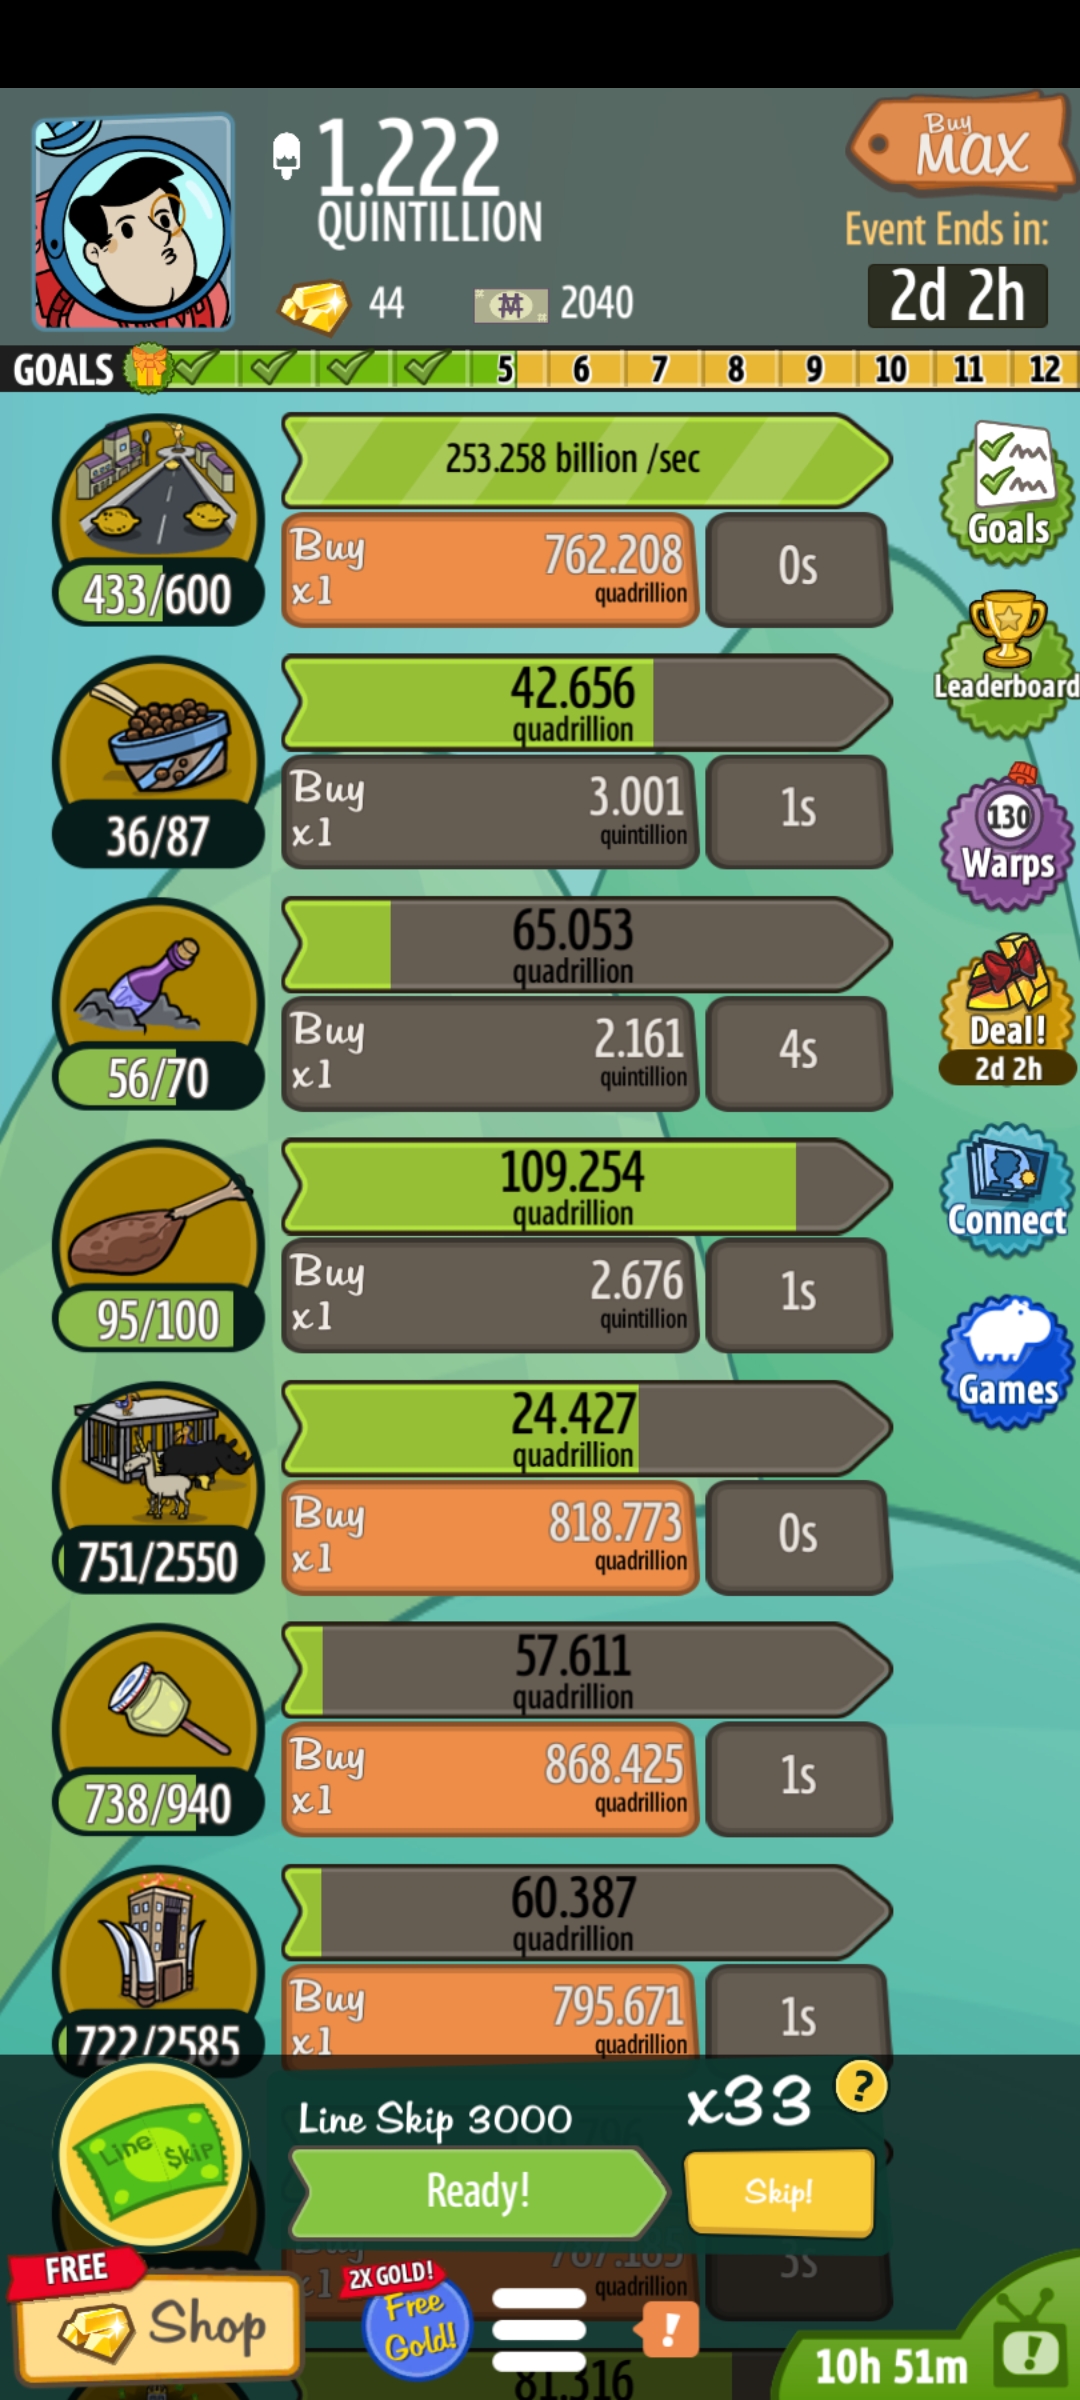 1.222
QUINTILLION
Buy
MAX
Event Ends in:
2d 2h
44
2040
GOALS
5
6
7
8
9
10
11
12
253.258 billion /sec
433/600
Buy
x1
762.208
quadrillion
0s
Goals
42.656
quadrillion
36/87
Buy
x1
3.001
quintillion
1s
Leaderboard
65.053
quadrillion
56/70
Buy
x1
2.161
quintillion
4s
130
Warps
Deal!
2d 2h
109.254
quadrillion
95/100
Buy
x1
2.676
quintillion
1s
Connect
24.427
quadrillion
751/2550
Buy
x1
818.773
quadrillion
0s
Games
57.611
quadrillion
738/940
Buy
x1
868.425
quadrillion
1s
60.387
quadrillion
722/2585
Buy
x1
795.671
quadrillion
1s
Line Skip
Line Skip 3000
x33
?
Ready!
Skip!
quadrillion
3s
FREE
Shop
2X GOLD!
Free
Gold!
!
10h 51m
!
81.316